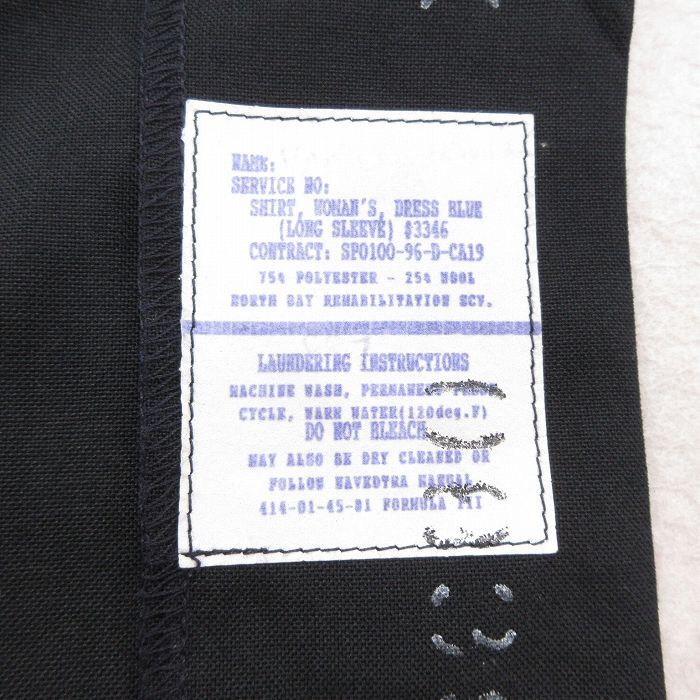 NAME:
SERVICE NO:
SHIRT, WOMAN'S, DRESS BLUE
(LONG SLEEVE) #3346
CONTRACT: SPO100-96-D-CA19
75% POLYESTER - 25% WOOL
NORTH BAY REHABILITATION SCV.
LAUNDERING INSTRUCTIONS
MACHINE WASH, PERMANENT PRESS
CYCLE, WARM WATER(120deg.F)
DO NOT BLEACH
MAY ALSO BE DRY CLEANED OR
FOLLOW NAVEDTRA MANUAL
414-01-45-81 FORMULA III